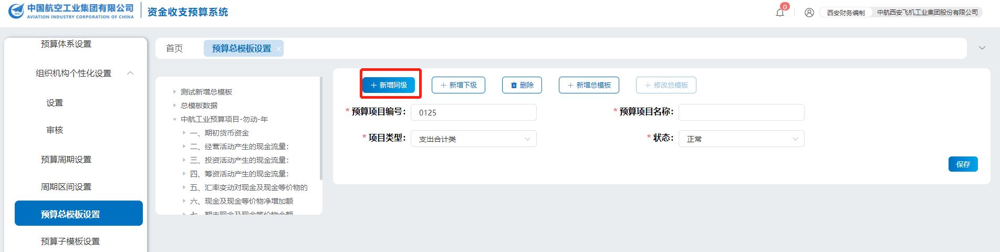 中国航空工业集团有限公司
AVIATION INDUSTRY CORPORATION OF CHINA
资金收支预算系统
0
西安财务编制
中航西安飞机工业集团股份有限公司
预算体系设置
组织机构个性化设置
设置
审核
预算周期设置
周期区间设置
预算总模板设置
预算子模板设置
首页
预算总模板设置
测试新增总模板
总模板数据
中航工业预算项目-勿动-年
一、期初货币资金
二、经营活动产生的现金流量：
三、投资活动产生的现金流量：
四、筹资活动产生的现金流量：
五、汇率变动对现金及现金等价物的
六、现金及现金等价物净增加额
七、期末现金及现金等价物余额
新增同级
新增下级
删除
新增总模板
修改总模板
* 预算项目编号： 0125
* 预算项目名称：
* 项目类型： 支出合计类
* 状态： 正常
保存